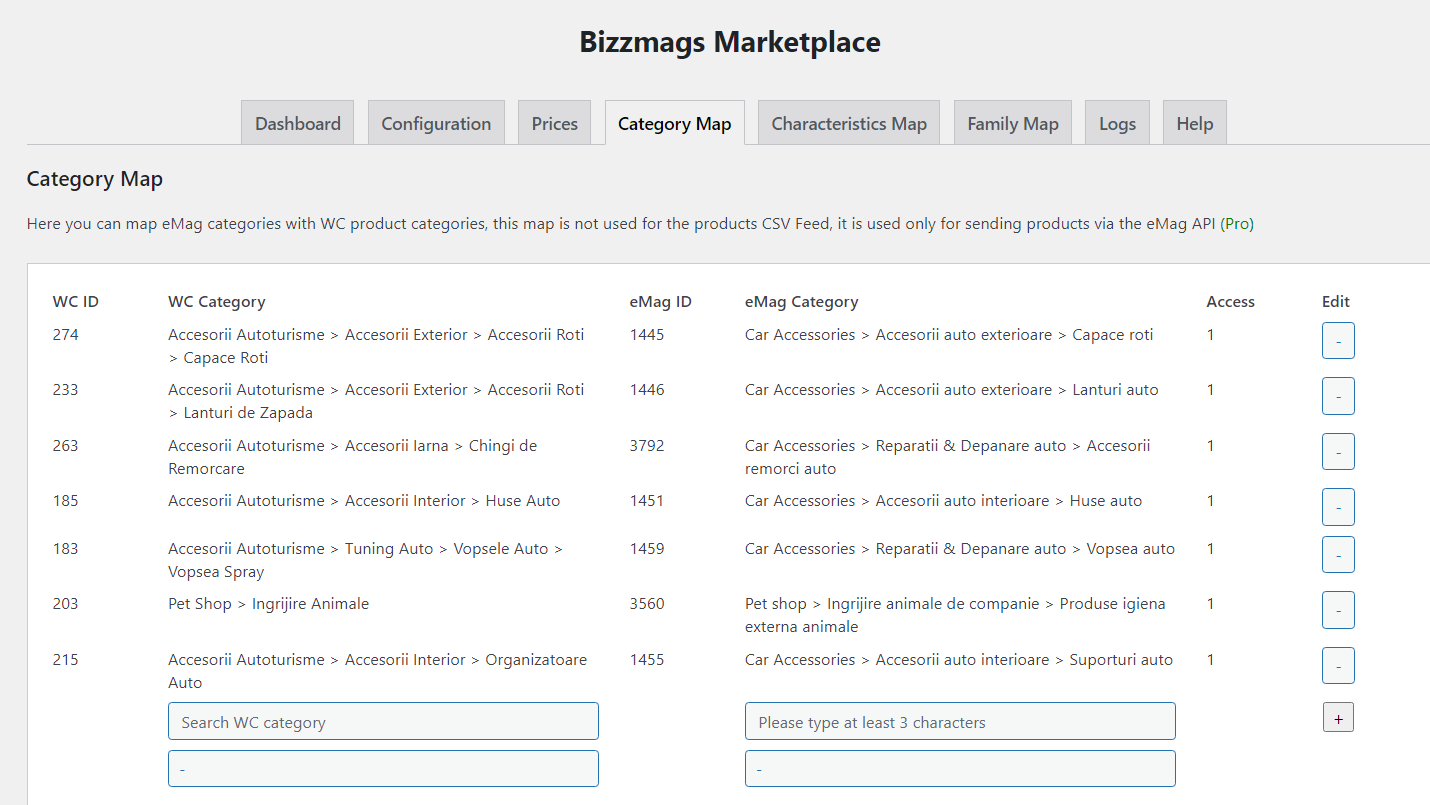 Bizzmags Marketplace
Dashboard Configuration Prices Category Map Characteristics Map Family Map Logs Help
Category Map
Here you can map eMag categories with WC product categories, this map is not used for the products CSV Feed, it is used only for sending products via the eMag API (Pro)
WC ID WC Category eMag ID eMag Category Access Edit
274 Accesorii Autoturisme > Accesorii Exterior > Accesorii Roti 1445 Car Accessories > Accesorii auto exterioare > Capace roti 1 -
> Capace Roti
233 Accesorii Autoturisme > Accesorii Exterior > Accesorii Roti 1446 Car Accessories > Accesorii auto exterioare > Lanturi auto 1 -
> Lanturi de Zapada
263 Accesorii Autoturisme > Accesorii Iarna > Chingi de 3792 Car Accessories > Reparatii & Depanare auto > Accesorii 1 -
Remorcare remorci auto
185 Accesorii Autoturisme > Accesorii Interior > Huse Auto 1451 Car Accessories > Accesorii auto interioare > Huse auto 1 -
183 Accesorii Autoturisme > Tuning Auto > Vopsele Auto > 1459 Car Accessories > Reparatii & Depanare auto > Vopsea auto 1 -
Vopsea Spray
203 Pet Shop > Ingrijire Animale 3560 Pet shop > Ingrijire animale de companie > Produse igiena 1 -
externa animale
215 Accesorii Autoturisme > Accesorii Interior > Organizatoare 1455 Car Accessories > Accesorii auto interioare > Suporturi auto 1 -
Auto
Search WC category Please type at least 3 characters +
- -